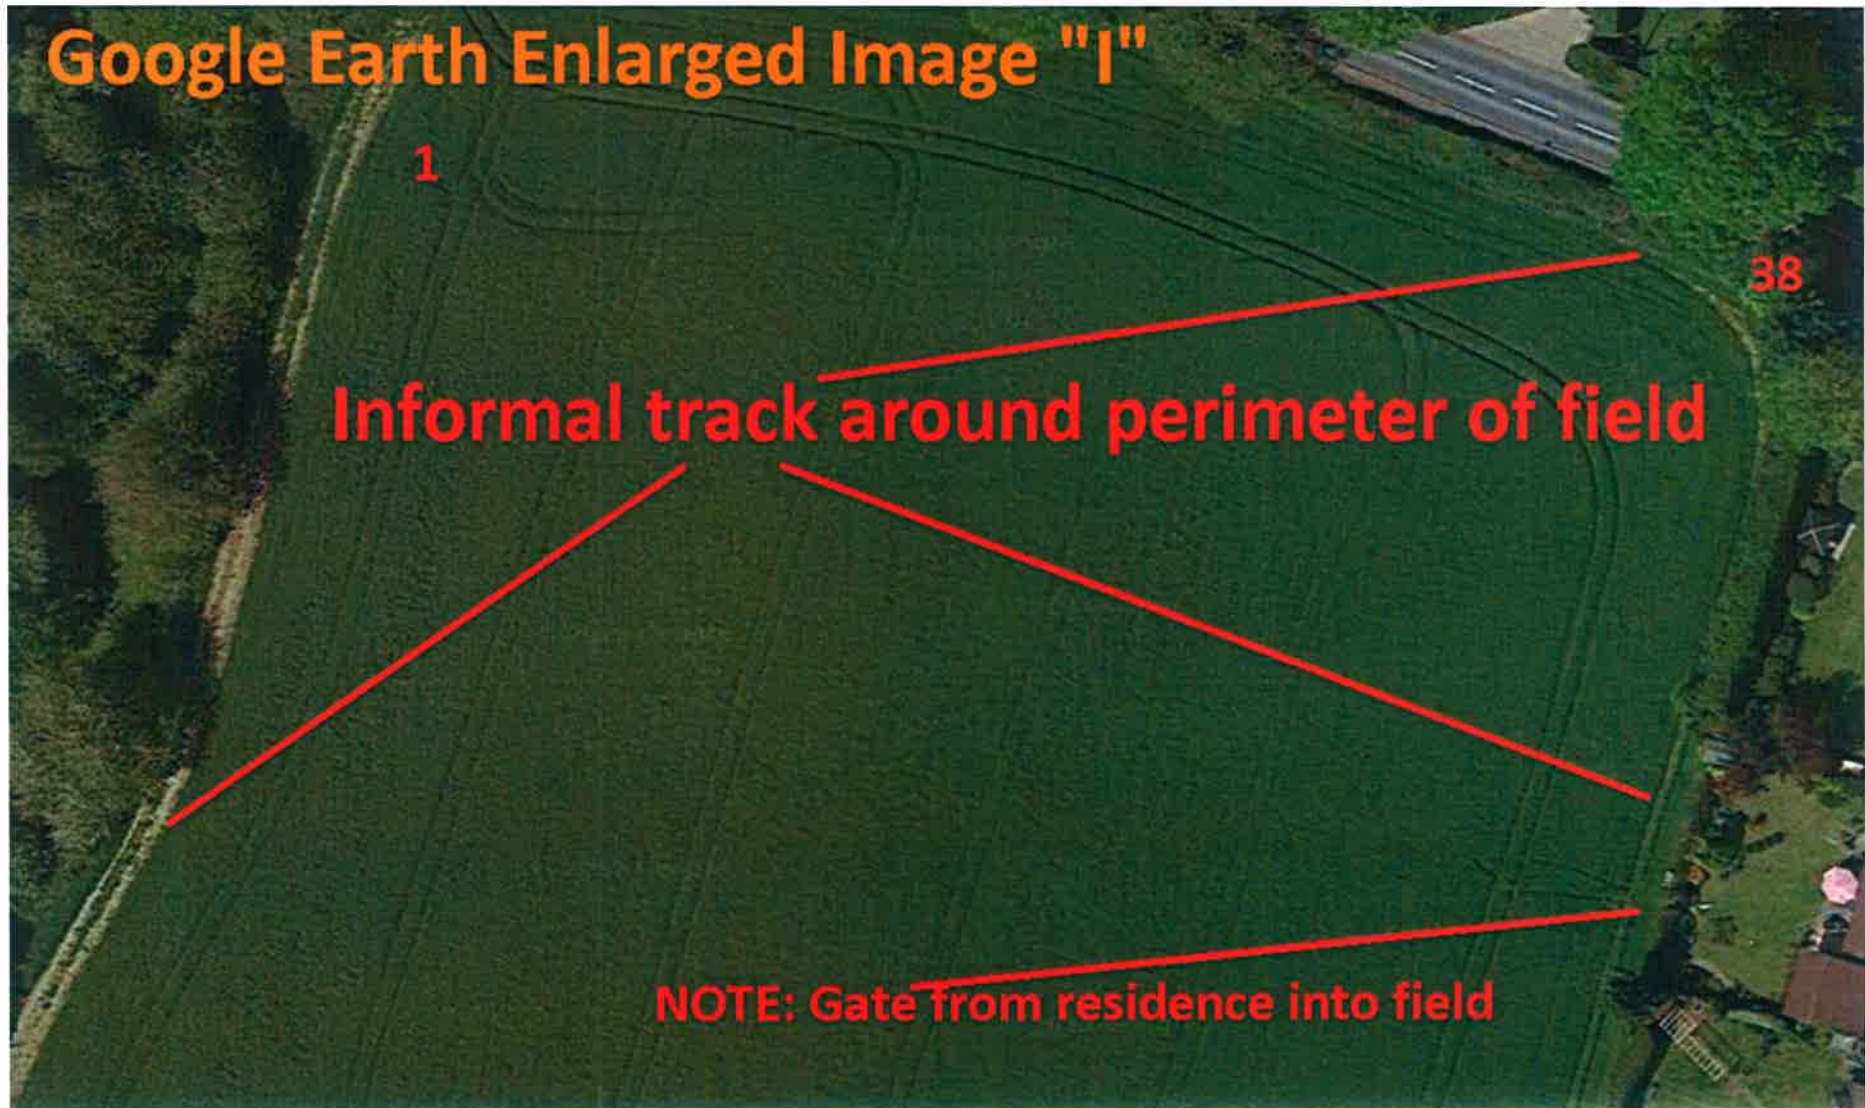 Google Earth Enlarged Image "I"
1
38
Informal track around perimeter of field
NOTE: Gate from residence into field